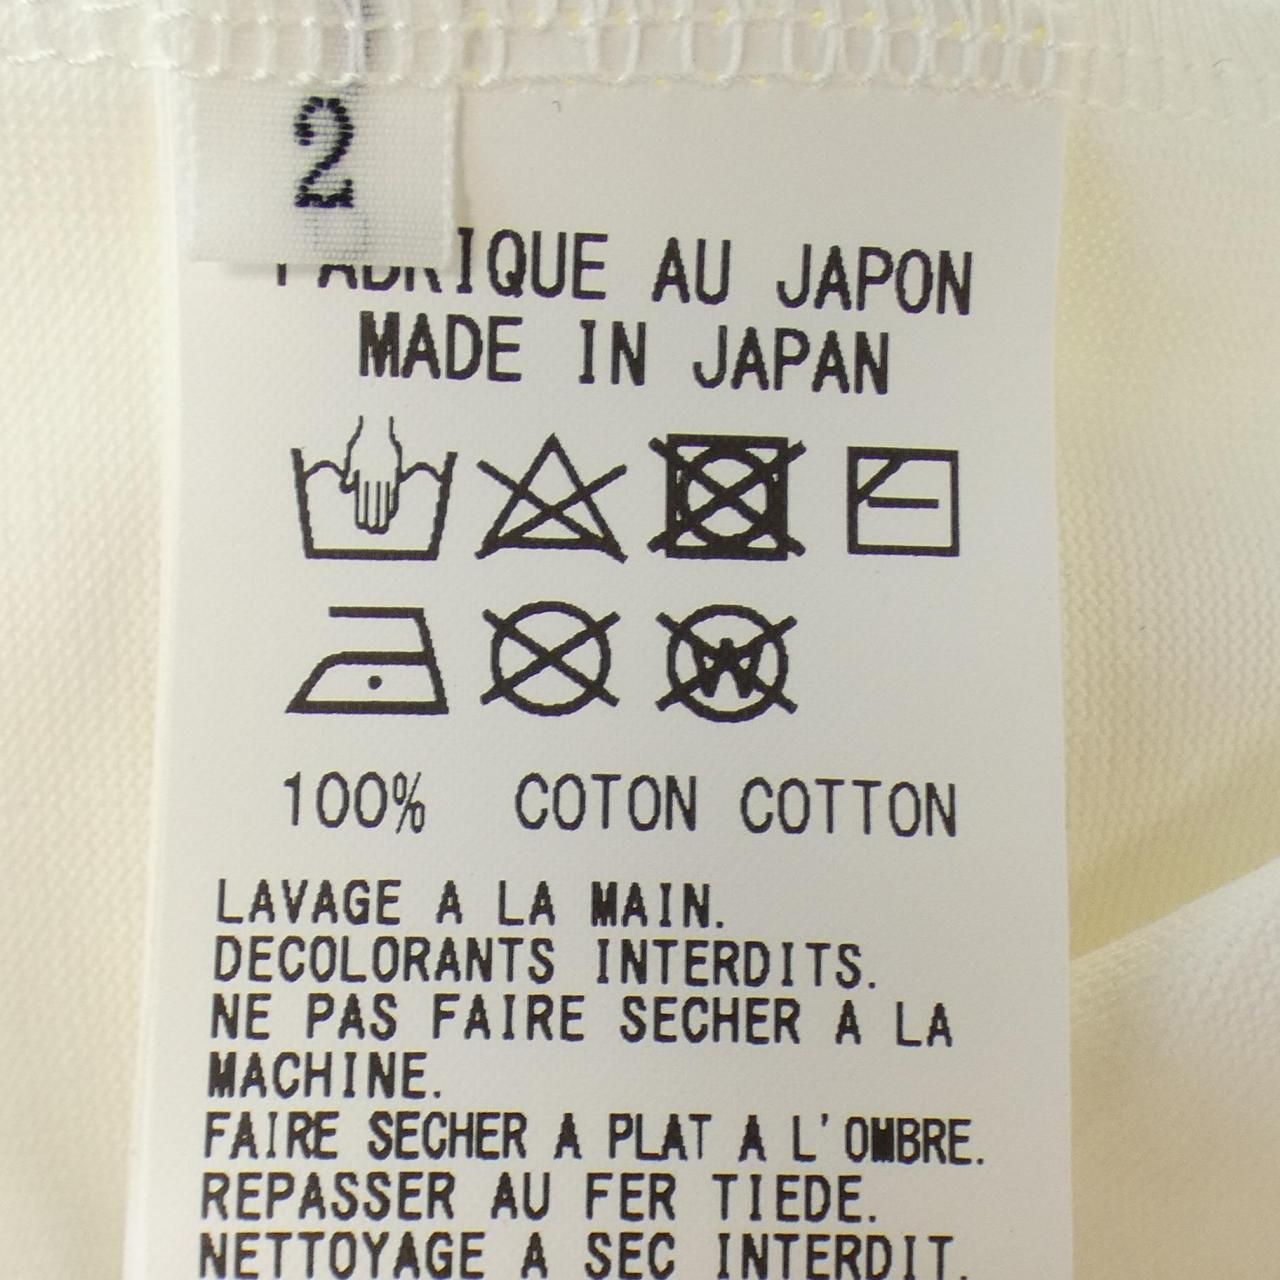 2
FABRIQUE AU JAPON
MADE IN JAPAN
W
100% COTON COTTON
LAVAGE A LA MAIN.
DECOLORANTS INTERDITS.
NE PAS FAIRE SECHER A LA
MACHINE.
FAIRE SECHER A PLAT A L'OMBRE.
REPASSER AU FER TIEDE.
NETTOYAGE A SEC INTERDIT.